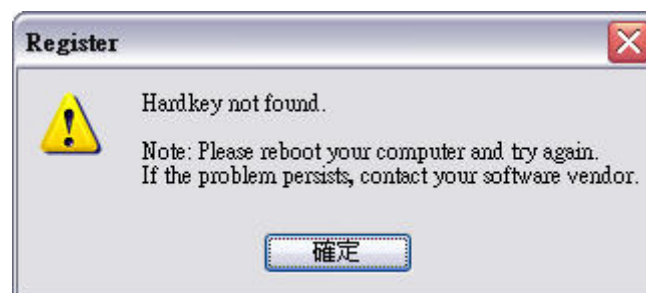 Register
Hardkey not found.
Note: Please reboot your computer and try again.
If the problem persists, contact your software vendor.
確定